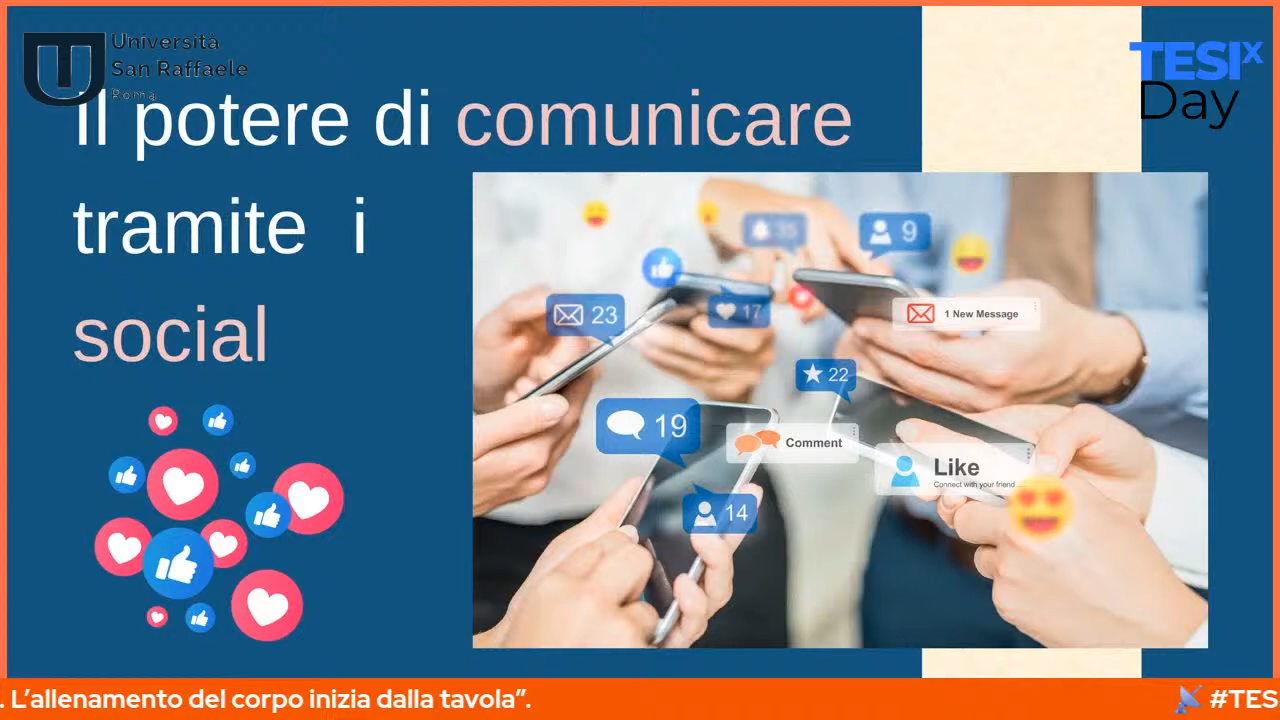 Università
San Raffaele
Roma
TESIx
Day
Il potere di comunicare
tramite i
social
35
9
23
17
1 New Message
22
19
Comment
Like
Connect with your friend ....
14
. L’allenamento del corpo inizia dalla tavola”.
#TES